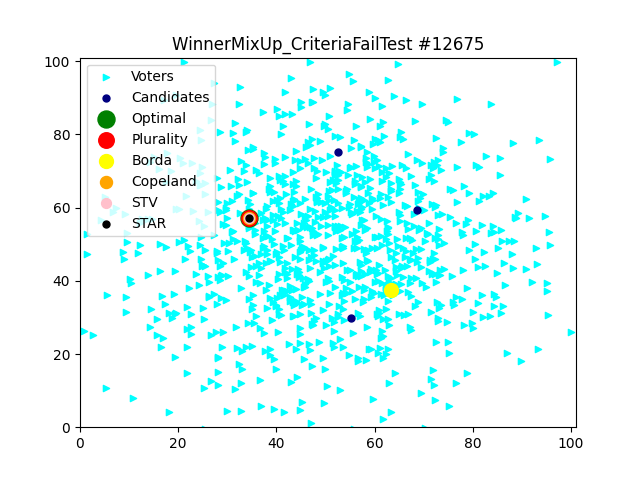 WinnerMixUp_CriteriaFailTest #12675
Voters
Candidates
Optimal
Plurality
Borda
Copeland
STV
STAR
100
80
60
40
20
0
0 20 40 60 80 100